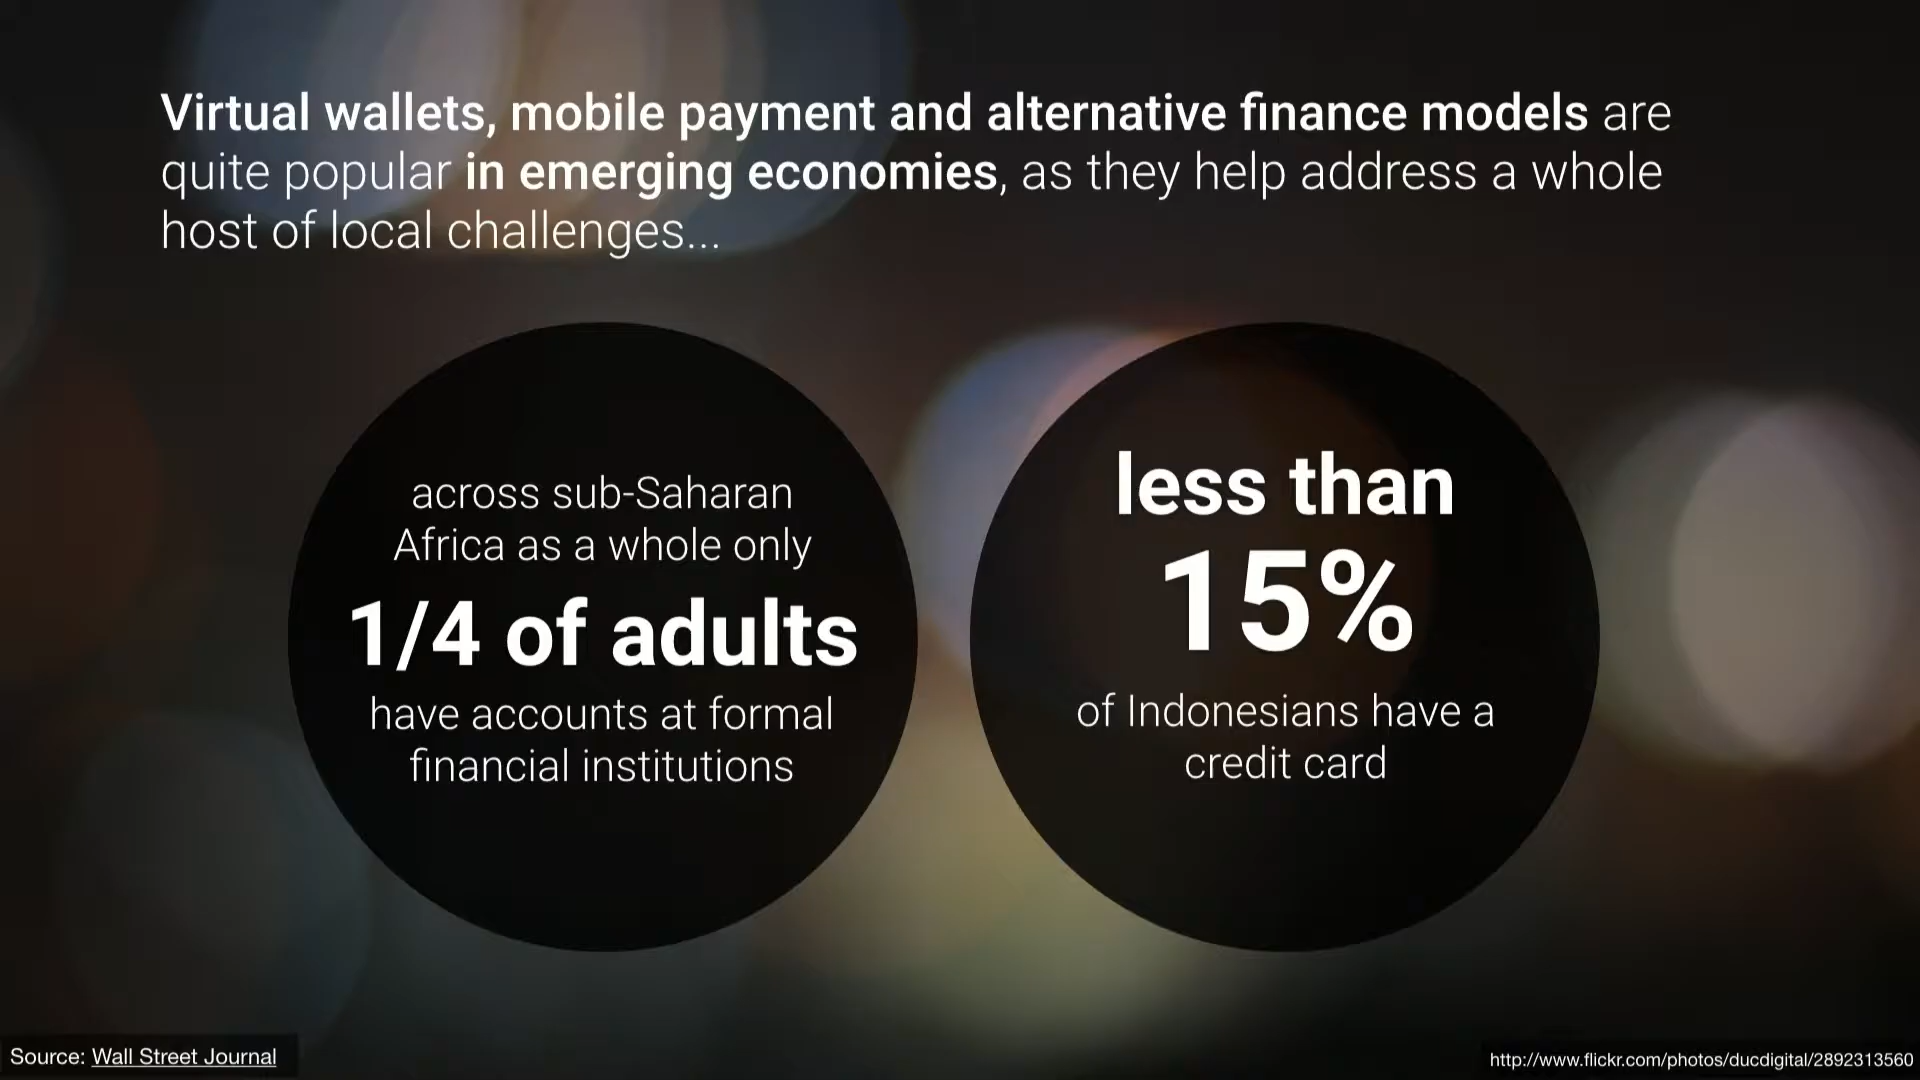 Virtual wallets, mobile payment and alternative finance models are
quite popular in emerging economies, as they help address a whole
host of local challenges...
across sub-Saharan
Africa as a whole only
1/4 of adults
have accounts at formal
financial institutions
less than
15%
of Indonesians have a
credit card
Source: Wall Street Journal
http://www.flickr.com/photos/ducdigital/2892313560